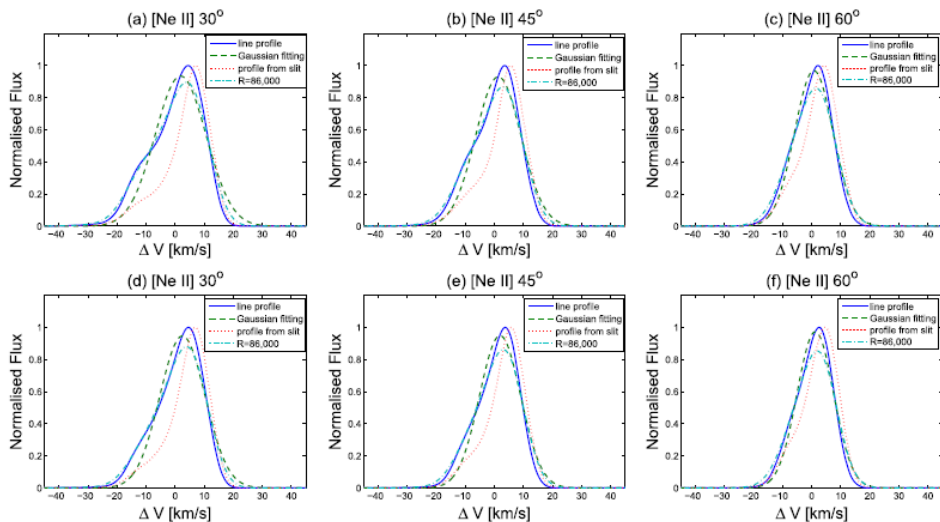 (a) [Ne II] 30°
(b) [Ne II] 45°
(c) [Ne II] 60°
line profile
Gaussian fitting
profile from slit
R=86,000
line profile
Gaussian fitting
profile from slit
R=86,000
line profile
Gaussian fitting
profile from slit
R=86,000
Normalised Flux
1
0.8
0.6
0.4
0.2
0
Normalised Flux
1
0.8
0.6
0.4
0.2
0
Normalised Flux
1
0.8
0.6
0.4
0.2
0
−40 −30 −20 −10 0 10 20 30 40
−40 −30 −20 −10 0 10 20 30 40
−40 −30 −20 −10 0 10 20 30 40
Δ V [km/s]
Δ V [km/s]
Δ V [km/s]
(d) [Ne II] 30°
(e) [Ne II] 45°
(f) [Ne II] 60°
line profile
Gaussian fitting
profile from slit
R=86,000
line profile
Gaussian fitting
profile from slit
R=86,000
line profile
Gaussian fitting
profile from slit
R=86,000
Normalised Flux
1
0.8
0.6
0.4
0.2
0
Normalised Flux
1
0.8
0.6
0.4
0.2
0
Normalised Flux
1
0.8
0.6
0.4
0.2
0
−40 −30 −20 −10 0 10 20 30 40
−40 −30 −20 −10 0 10 20 30 40
−40 −30 −20 −10 0 10 20 30 40
Δ V [km/s]
Δ V [km/s]
Δ V [km/s]